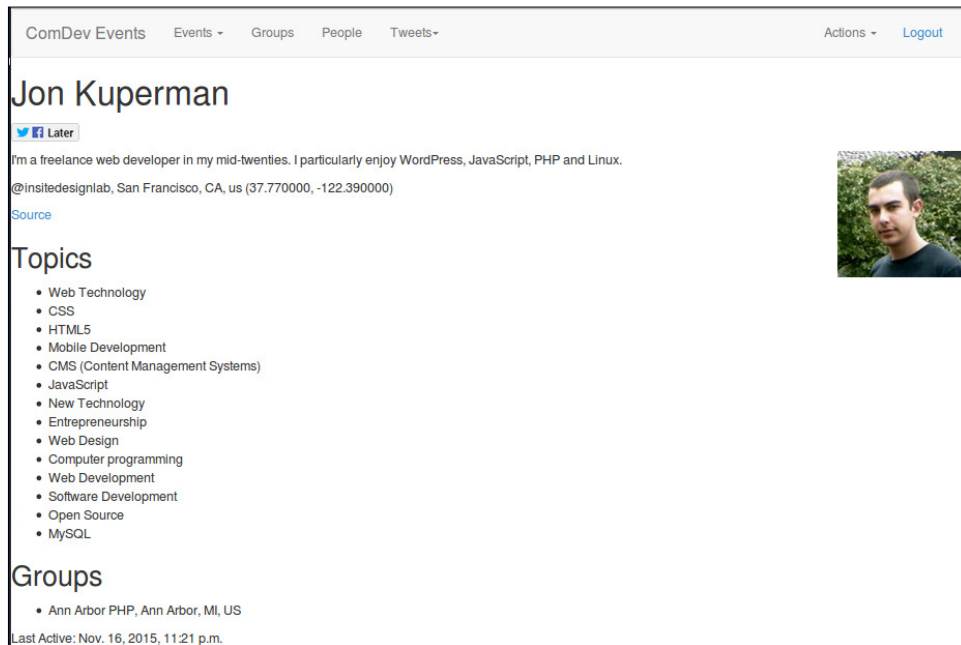 ComDev Events Events Groups People Tweets Actions Logout
Jon Kuperman
Later
I'm a freelance web developer in my mid-twenties. I particularly enjoy WordPress, JavaScript, PHP and Linux.
@insitedesignlab, San Francisco, CA, us (37.770000, -122.390000)
Source
Topics
Web Technology
CSS
HTML5
Mobile Development
CMS (Content Management Systems)
JavaScript
New Technology
Entrepreneurship
Web Design
Computer programming
Web Development
Software Development
Open Source
MySQL
Groups
Ann Arbor PHP, Ann Arbor, MI, US
Last Active: Nov. 16, 2015, 11:21 p.m.